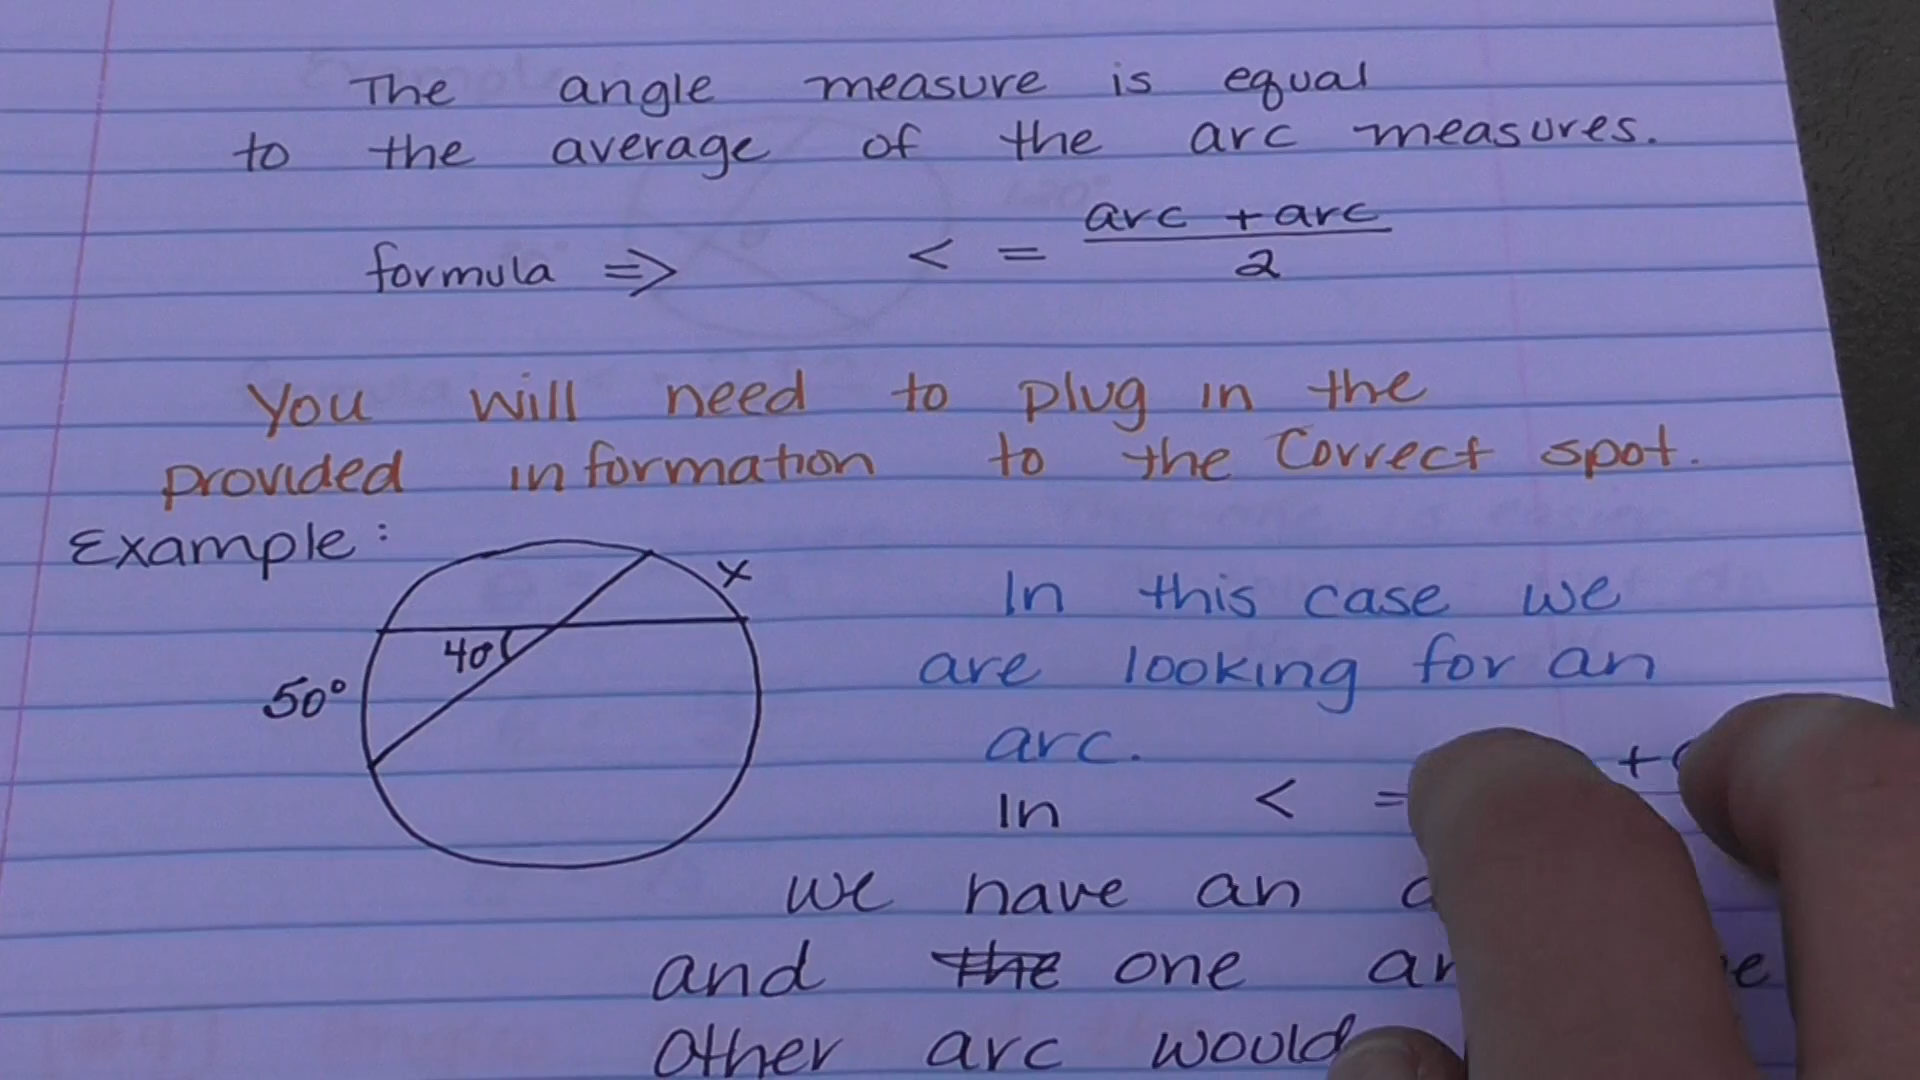 The angle measure is equal
to the average of the arc measures.
formula => < = arc + arc
2
You will need to plug in the
provided information to the correct spot.
Example:
x
40
50°
In this case we
are looking for an
arc.
In < = +
we have an
and the one
other arc would